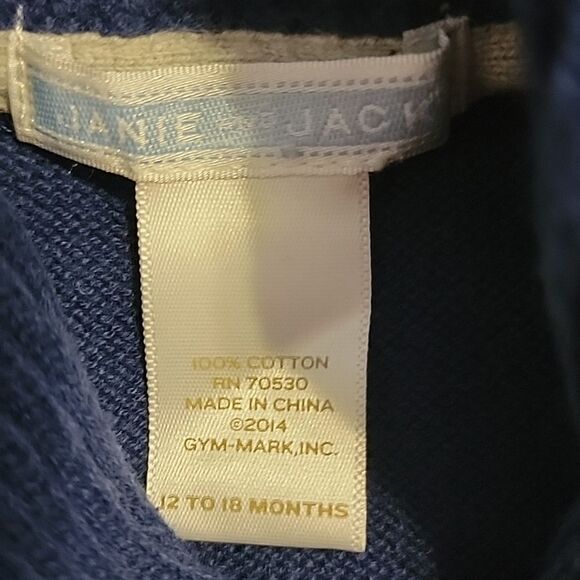 JANIE AND JACK
100% COTTON
RN 70530
MADE IN CHINA
©2014
GYM-MARK,INC.
12 TO 18 MONTHS